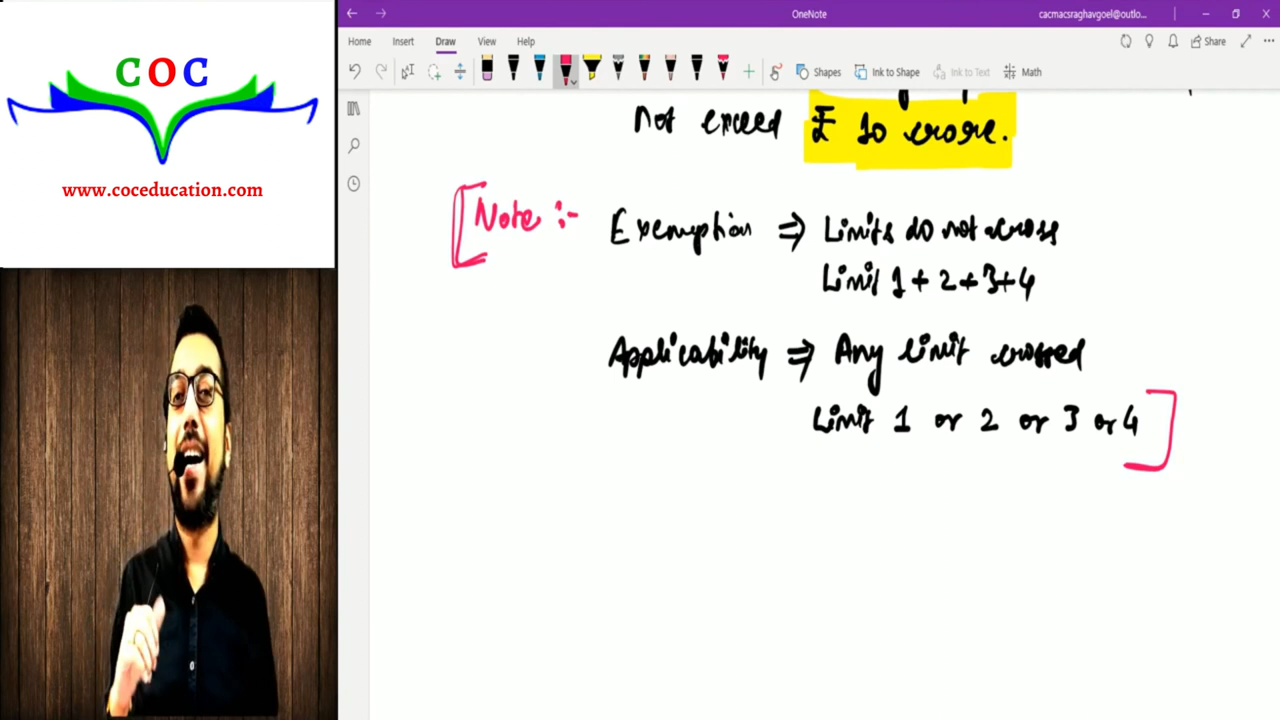 COC
www.coceducation.com
OneNote
cacmacsraghavgoel@outlo...
Home Insert Draw View Help
Share
Shapes Ink to Shape Ink to Text Math
not exceed ₹ 10 crore.
Note :- Exemption ⇒ Limits do not cross
Limit 1 + 2 + 3 + 4
Applicability ⇒ Any limit crossed
Limit 1 or 2 or 3 or 4